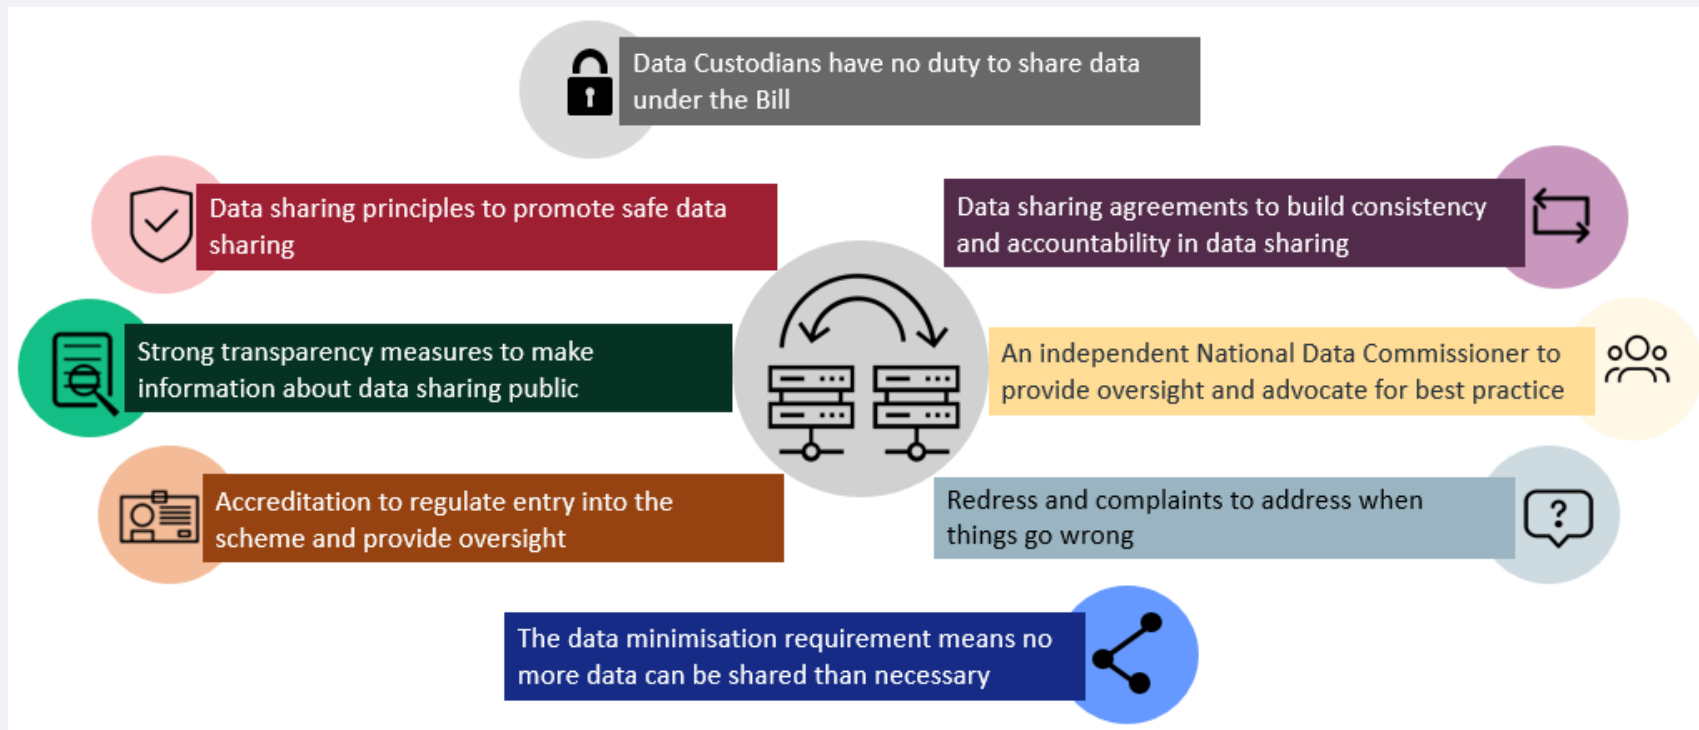 Data Custodians have no duty to share data
under the Bill
Data sharing principles to promote safe data
sharing
Data sharing agreements to build consistency
and accountability in data sharing
Strong transparency measures to make
information about data sharing public
An independent National Data Commissioner to
provide oversight and advocate for best practice
Accreditation to regulate entry into the
scheme and provide oversight
Redress and complaints to address when
things go wrong
?
The data minimisation requirement means no
more data can be shared than necessary